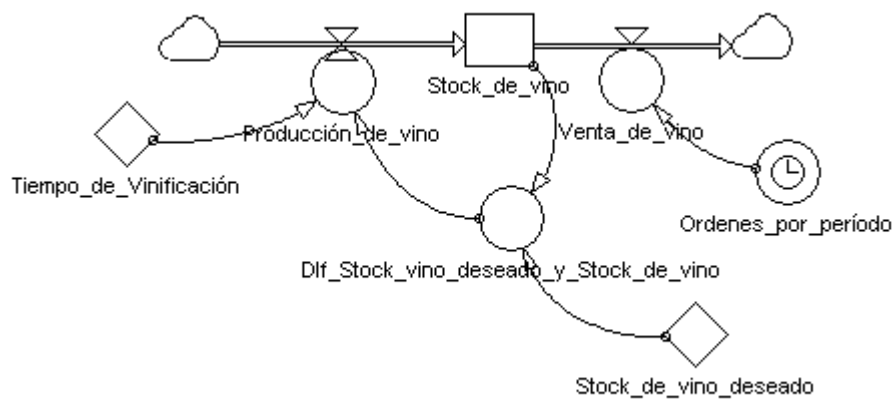 Stock_de_vino
Producción_de_vino
Venta_de_vino
Tiempo_de_Vinificación
Ordenes_por_período
DIf_Stock_vino_deseado_y_Stock_de_vino
Stock_de_vino_deseado